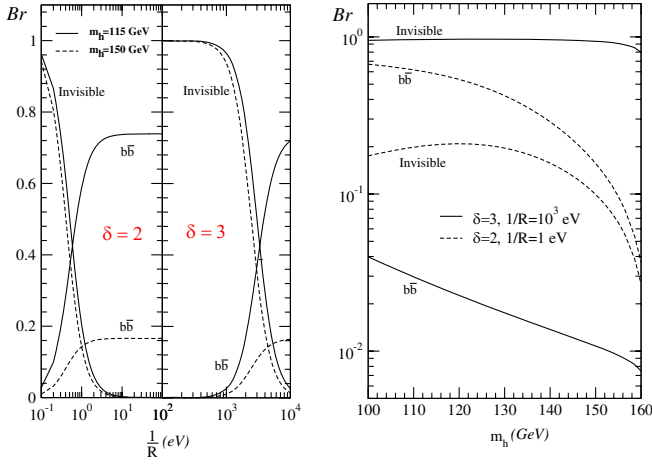 Br
m_h=115 GeV
m_h=150 GeV
1
0.8
0.6
0.4
0.2
0
Invisible
Invisible
bb̄
δ = 2
δ = 3
bb̄
bb̄
10^-1 10^0 10^1 10^2 10^3 10^4
1/R (eV)
Br
10^0
10^-1
10^-2
Invisible
bb̄
Invisible
δ=3, 1/R=10^3 eV
δ=2, 1/R=1 eV
bb̄
100 110 120 130 140 150 160
m_h (GeV)